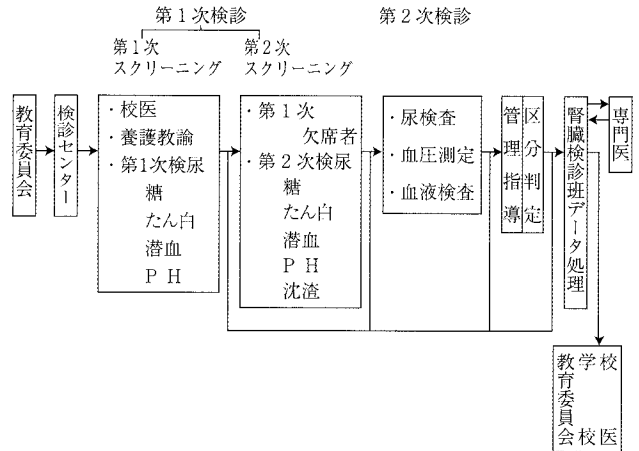 第1次検診
第2次検診
第1次
スクリーニング
第2次
スクリーニング
教育委員会
検診センター
・校医
・養護教諭
・第1次検尿
糖
たん白
潜血
P H
・第1次
欠席者
・第2次検尿
糖
たん白
潜血
P H
沈渣
・尿検査
・血圧測定
・血液検査
管理指導
区分判定
腎臓検診班データ処理
専門医
学校
校医
教育委員会